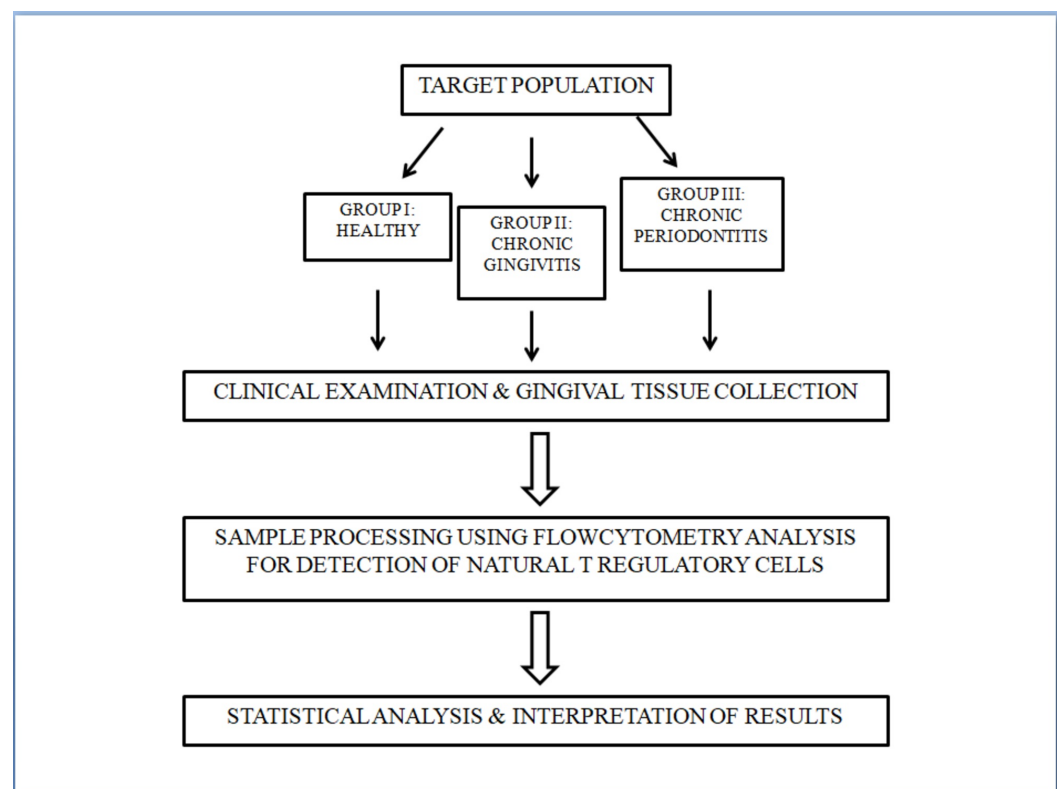 TARGET POPULATION
GROUP I:
HEALTHY
GROUP II:
CHRONIC
GINGIVITIS
GROUP III:
CHRONIC
PERIODONTITIS
CLINICAL EXAMINATION & GINGIVAL TISSUE COLLECTION
SAMPLE PROCESSING USING FLOWCYTOMETRY ANALYSIS
FOR DETECTION OF NATURAL T REGULATORY CELLS
STATISTICAL ANALYSIS & INTERPRETATION OF RESULTS